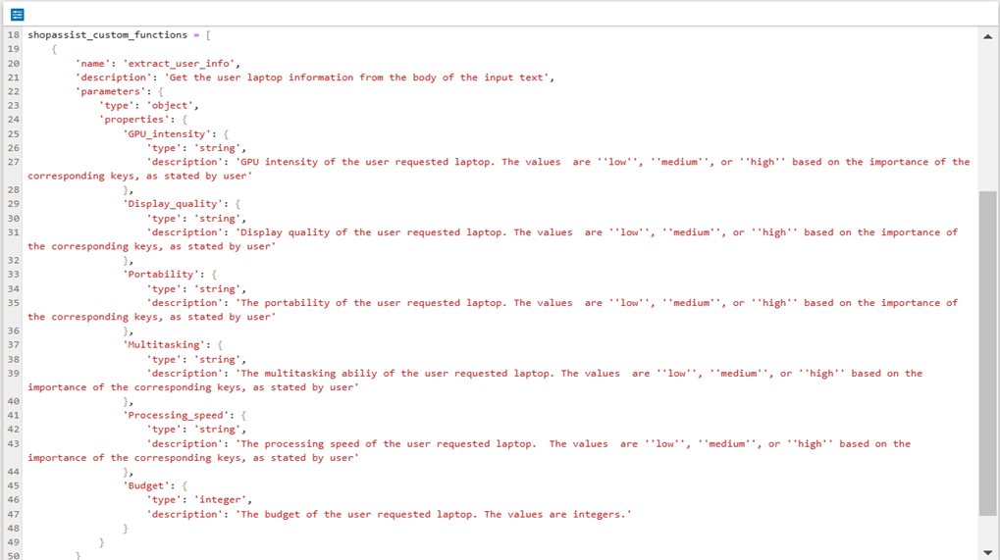 18 shopassist_custom_functions = [
19 {
20 'name': 'extract_user_info',
21 'description': 'Get the user laptop information from the body of the input text',
22 'parameters': {
23 'type': 'object',
24 'properties': {
25 'GPU_intensity': {
26 'type': 'string',
27 'description': 'GPU intensity of the user requested laptop. The values  are ''low'', ''medium'', or ''high'' based on the importance of the
corresponding keys, as stated by user'
28 },
29 'Display_quality': {
30 'type': 'string',
31 'description': 'Display quality of the user requested laptop. The values  are ''low'', ''medium'', or ''high'' based on the importance of
the corresponding keys, as stated by user'
32 },
33 'Portability': {
34 'type': 'string',
35 'description': 'The portability of the user requested laptop. The values  are ''low'', ''medium'', or ''high'' based on the importance of
the corresponding keys, as stated by user'
36 },
37 'Multitasking': {
38 'type': 'string',
39 'description': 'The multitasking abiliy of the user requested laptop. The values  are ''low'', ''medium'', or ''high'' based on the
importance of the corresponding keys, as stated by user'
40 },
41 'Processing_speed': {
42 'type': 'string',
43 'description': 'The processing speed of the user requested laptop.  The values  are ''low'', ''medium'', or ''high'' based on the
importance of the corresponding keys, as stated by user'
44 },
45 'Budget': {
46 'type': 'integer',
47 'description': 'The budget of the user requested laptop. The values are integers.'
48 }
49 }
50 }